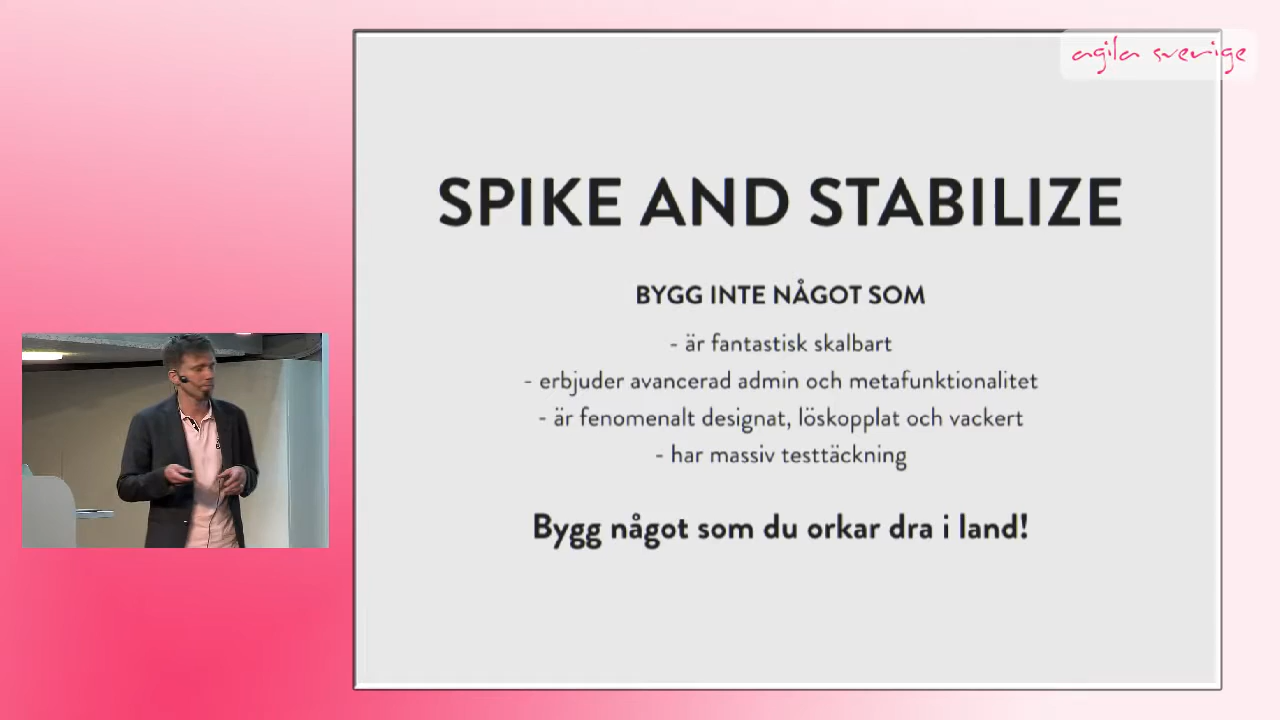 agila sverige
SPIKE AND STABILIZE
BYGG INTE NÅGOT SOM
- är fantastisk skalbart
- erbjuder avancerad admin och metafunktionalitet
- är fenomenalt designat, löskopplat och vackert
- har massiv testtäckning
Bygg något som du orkar dra i land!